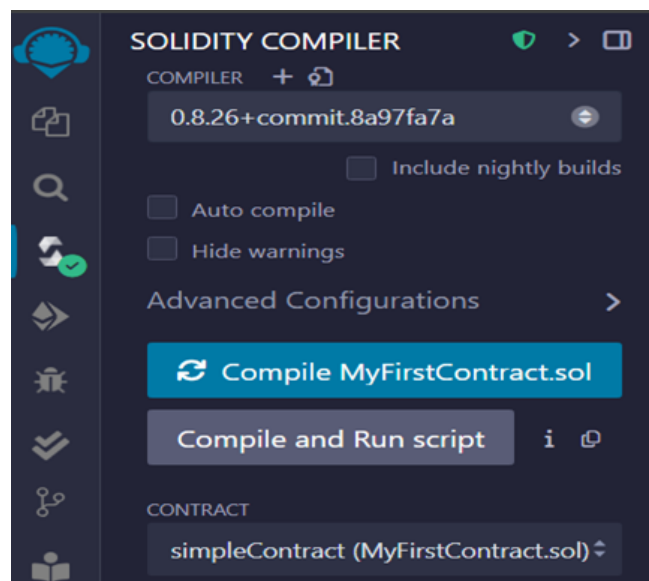 SOLIDITY COMPILER
COMPILER
0.8.26+commit.8a97fa7a
Include nightly builds
Auto compile
Hide warnings
Advanced Configurations
Compile MyFirstContract.sol
Compile and Run script
CONTRACT
simpleContract (MyFirstContract.sol)